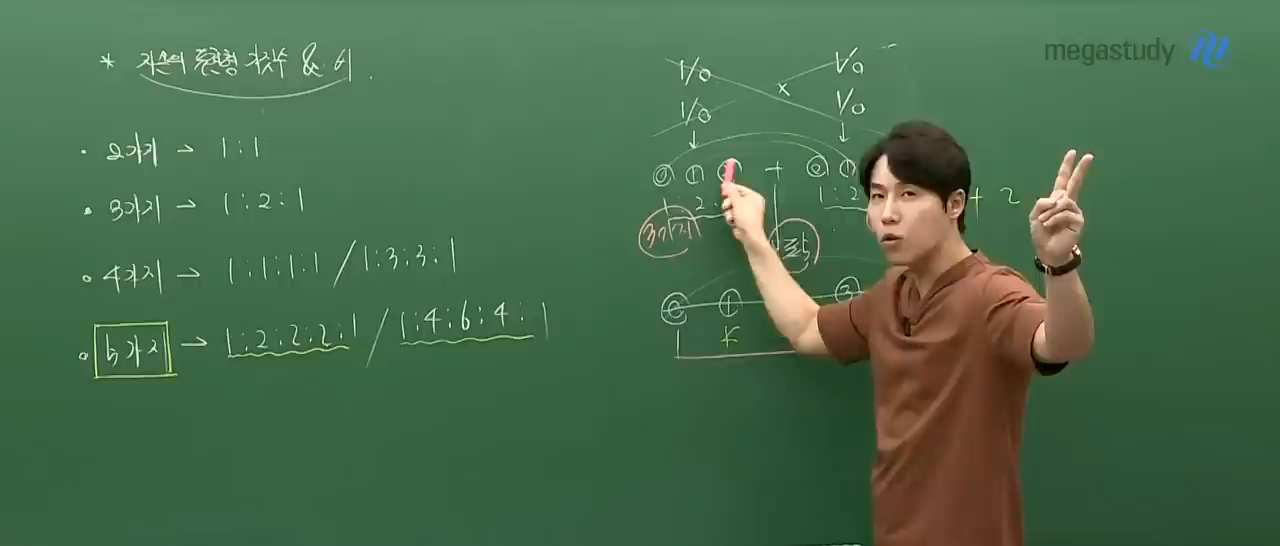 * 자손의 표현형 가짓수 & 비.
megastudy
· 2가지 → 1:1
· 3가지 → 1:2:1
· 4가지 → 1:1:1:1 / 1:3:3:1
· 5가지 → 1:2:2:2:1 / 1:4:6:4:1
1/0 1/0
×
1/0 1/0
↓ ↓
⓪ ① + ②
1 2: 1:2 + 2
3가지 짝
① ③
1